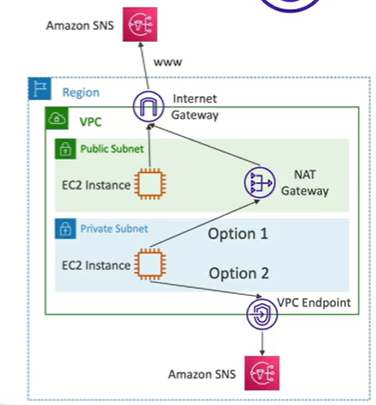 Amazon SNS
www
Region
Internet
Gateway
VPC
Public Subnet
EC2 Instance
NAT
Gateway
Private Subnet
Option 1
EC2 Instance
Option 2
VPC Endpoint
Amazon SNS